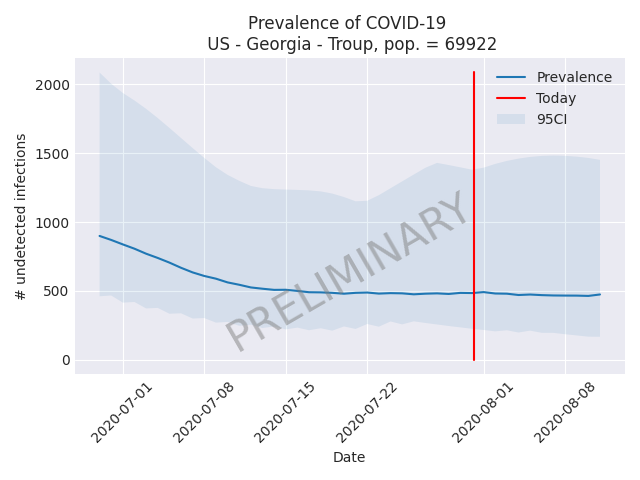 Prevalence of COVID-19
US - Georgia - Troup, pop. = 69922
# undetected infections
2000
1500
1000
500
0
Prevalence
Today
95CI
PRELIMINARY
2020-07-01
2020-07-08
2020-07-15
2020-07-22
2020-08-01
2020-08-08
Date